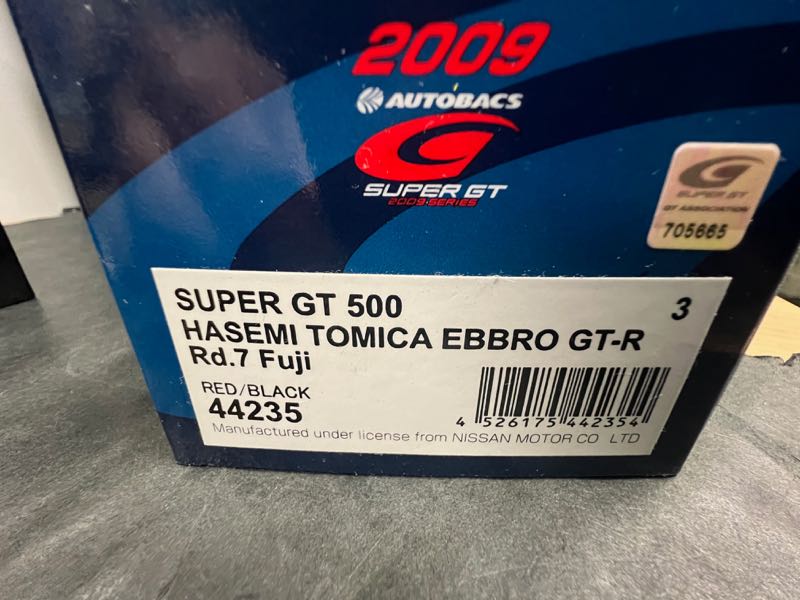 2009
AUTOBACS
SUPER GT
2009 SERIES
SUPER GT
GT ASSOCIATION
705665
SUPER GT 500 3
HASEMI TOMICA EBBRO GT-R
Rd.7 Fuji
RED/BLACK
44235
4 526175 442354
Manufactured under license from NISSAN MOTOR CO LTD